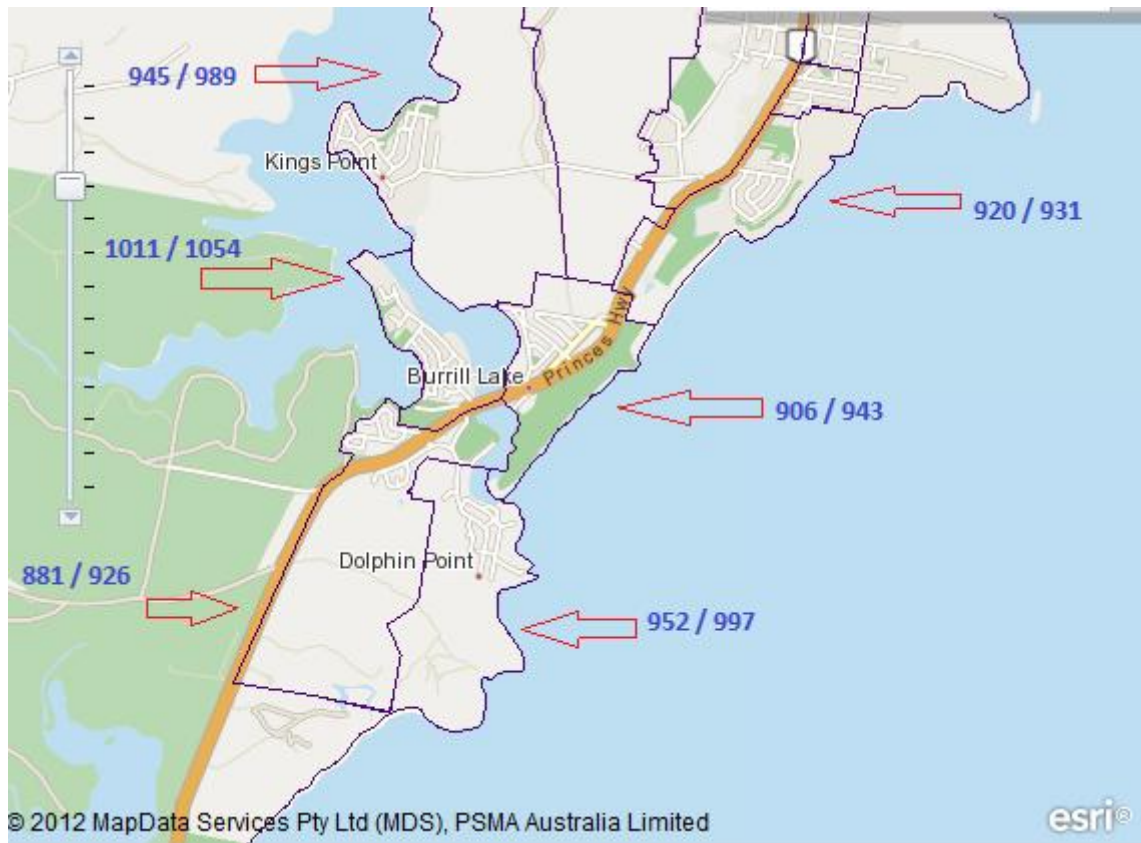 945 / 989
Kings Point
920 / 931
1011 / 1054
Princes Hwy
Burrill Lake
906 / 943
Dolphin Point
881 / 926
952 / 997
© 2012 MapData Services Pty Ltd (MDS), PSMA Australia Limited
esri®